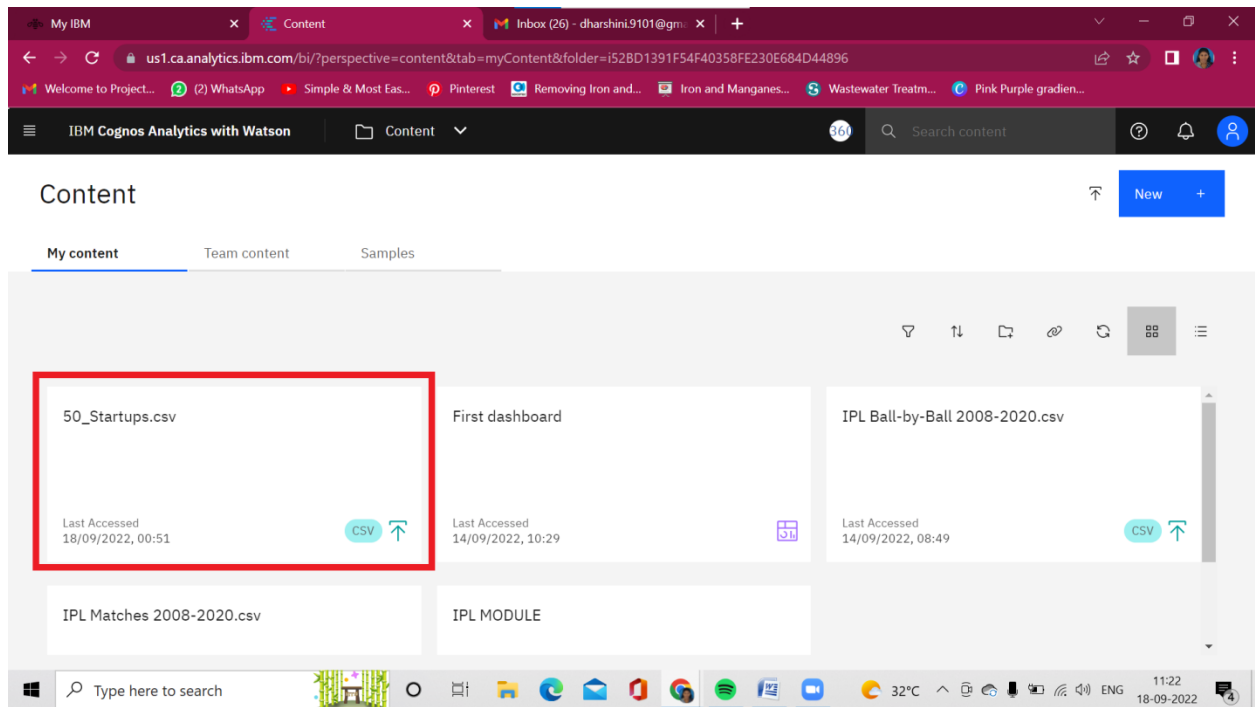 My IBM
Content
Inbox (26) - dharshini.9101@gm
us1.ca.analytics.ibm.com/bi/?perspective=content&tab=myContent&folder=i52BD1391F54F40358FE230E684D44896
Welcome to Project...
(2) WhatsApp
Simple & Most Eas...
Pinterest
Removing Iron and...
Iron and Manganes...
Wastewater Treatm...
Pink Purple gradien...
IBM Cognos Analytics with Watson
Content
360
Search content
Content
New +
My content
Team content
Samples
50_Startups.csv
Last Accessed
18/09/2022, 00:51
CSV
First dashboard
Last Accessed
14/09/2022, 10:29
IPL Ball-by-Ball 2008-2020.csv
Last Accessed
14/09/2022, 08:49
CSV
IPL Matches 2008-2020.csv
IPL MODULE
Type here to search
32°C
ENG
11:22
18-09-2022
4